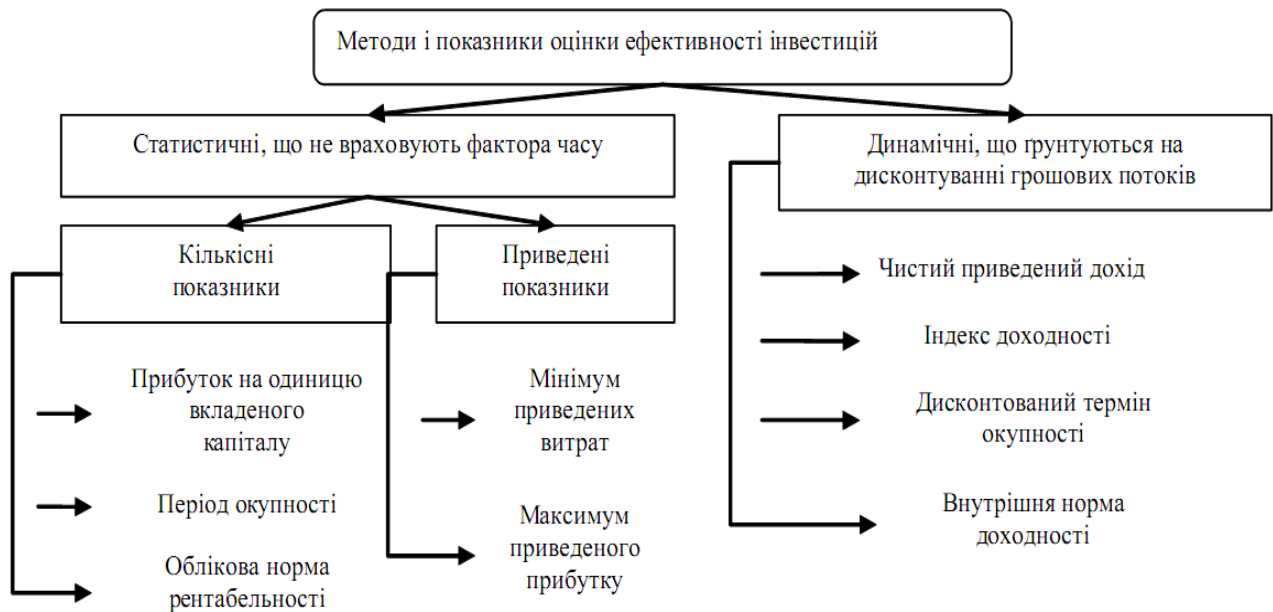 Методи і показники оцінки ефективності інвестицій
Статистичні, що не враховують фактора часу
Динамічні, що ґрунтуються на
дисконтуванні грошових потоків
Кількісні
показники
Приведені
показники
Прибуток на одиницю
вкладеного
капіталу
Період окупності
Облікова норма
рентабельності
Мінімум
приведених
витрат
Максимум
приведеного
прибутку
Чистий приведений дохід
Індекс доходності
Дисконтований термін
окупності
Внутрішня норма
доходності